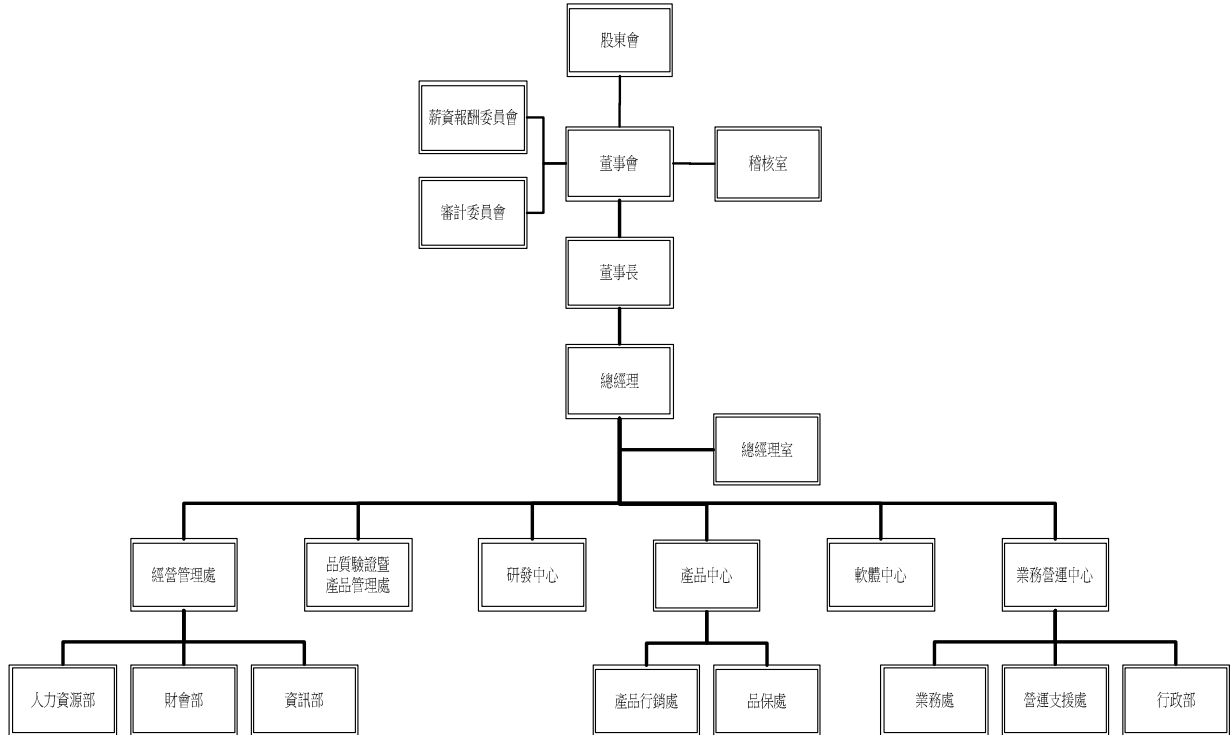 股東會
薪資報酬委員會
董事會
稽核室
審計委員會
董事長
總經理
總經理室
經營管理處
品質驗證暨
產品管理處
研發中心
產品中心
軟體中心
業務營運中心
人力資源部
財會部
資訊部
產品行銷處
品保處
業務處
營運支援處
行政部